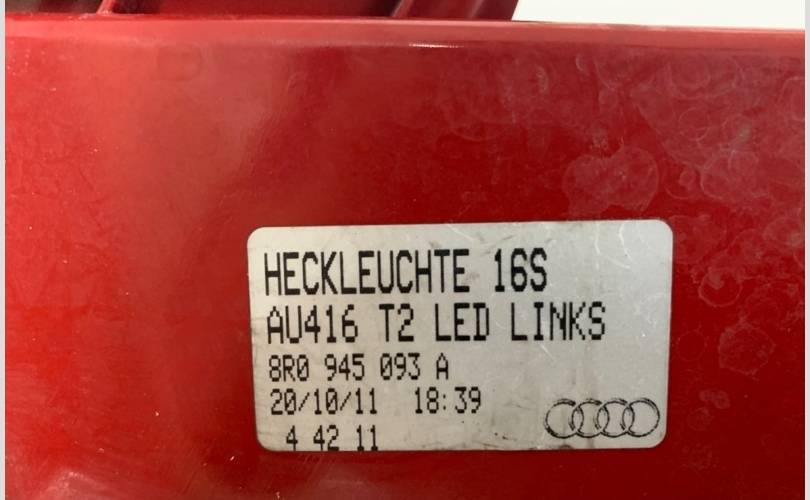 HECKLEUCHTE 16S
AU416 T2 LED LINKS
8R0 945 093 A
20/10/11 18:39
4 42 11